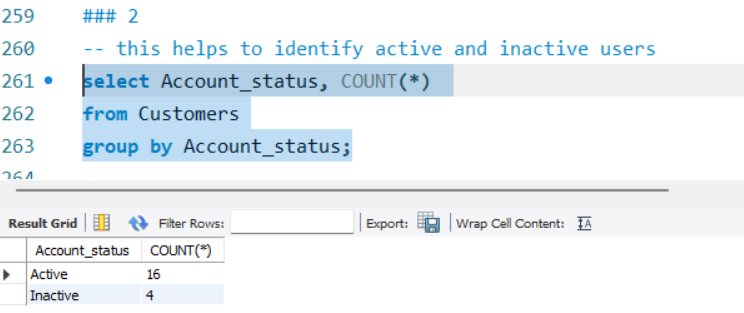 259 ### 2
260 -- this helps to identify active and inactive users
261 select Account_status, COUNT(*)
262 from Customers
263 group by Account_status;
264
Result Grid Filter Rows: Export: Wrap Cell Content: IA
Account_status COUNT(*)
Active 16
Inactive 4